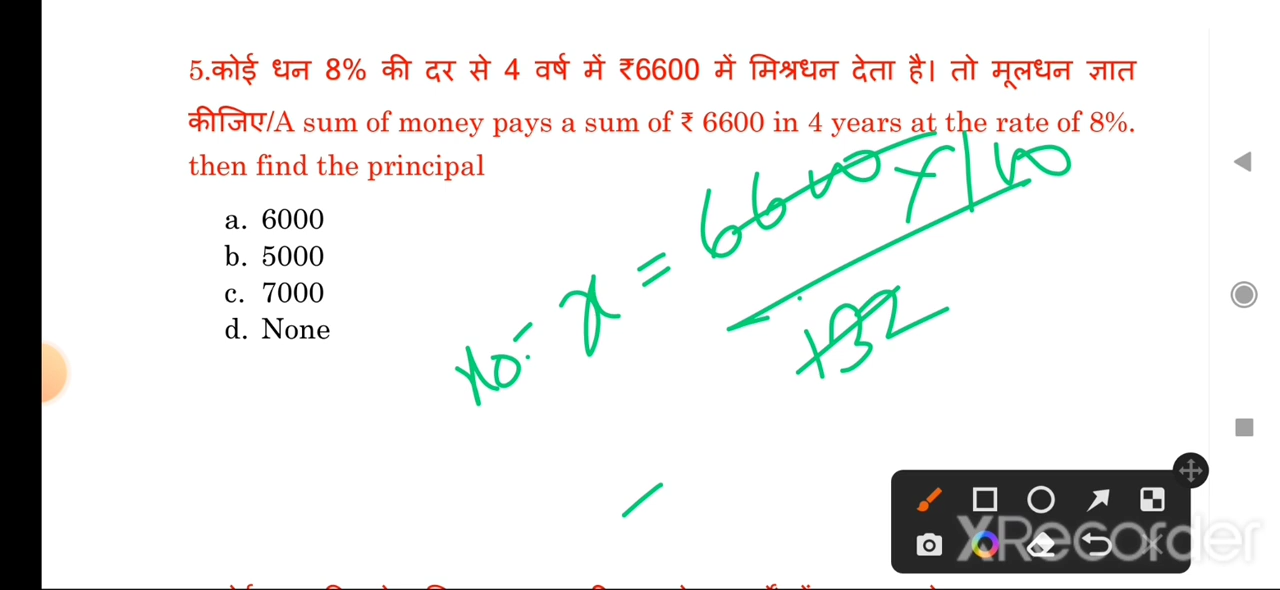 5.कोई धन 8% की दर से 4 वर्ष में ₹6600 में मिश्रधन देता है। तो मूलधन ज्ञात
कीजिए/A sum of money pays a sum of ₹ 6600 in 4 years at the rate of 8%.
then find the principal
a. 6000
b. 5000
c. 7000
d. None
x = 6600 × 100
132
XRecorder